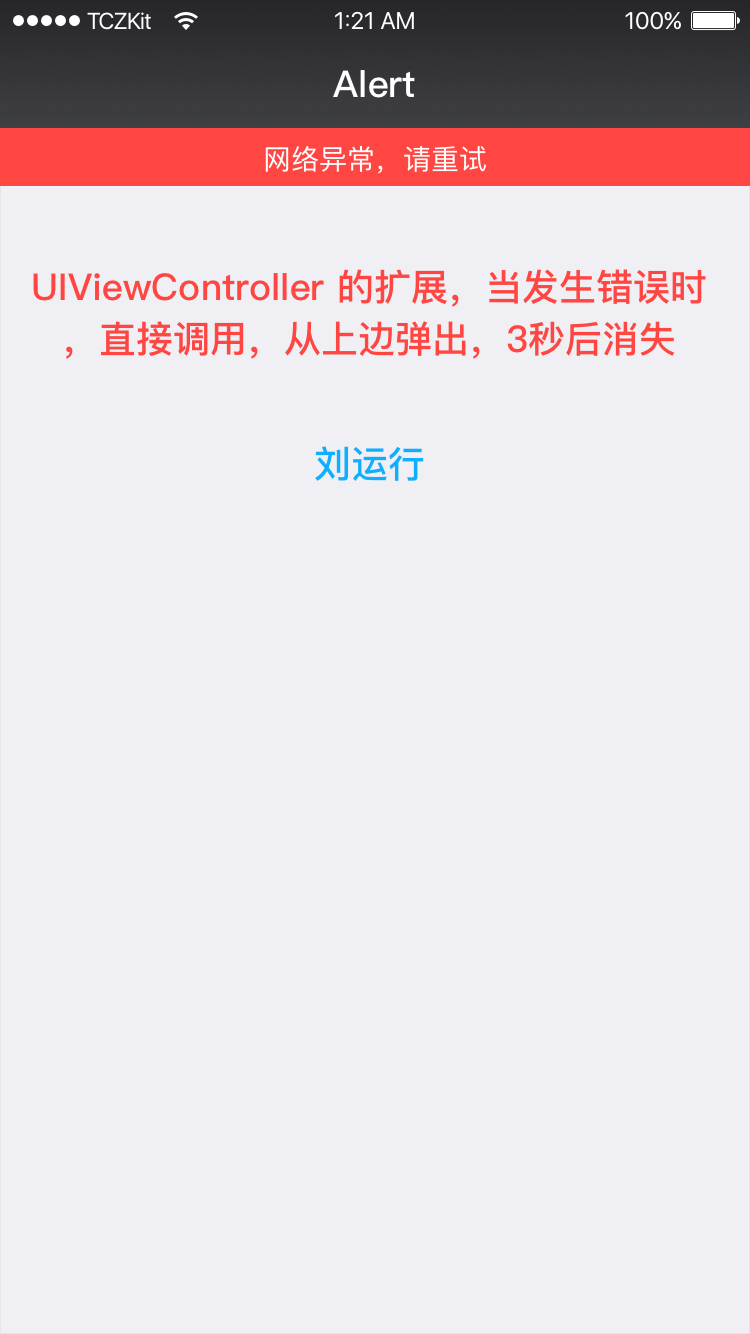 TCZKit
1:21 AM
100%
Alert
网络异常，请重试
UIViewController 的扩展，当发生错误时
，直接调用，从上边弹出，3秒后消失
刘运行